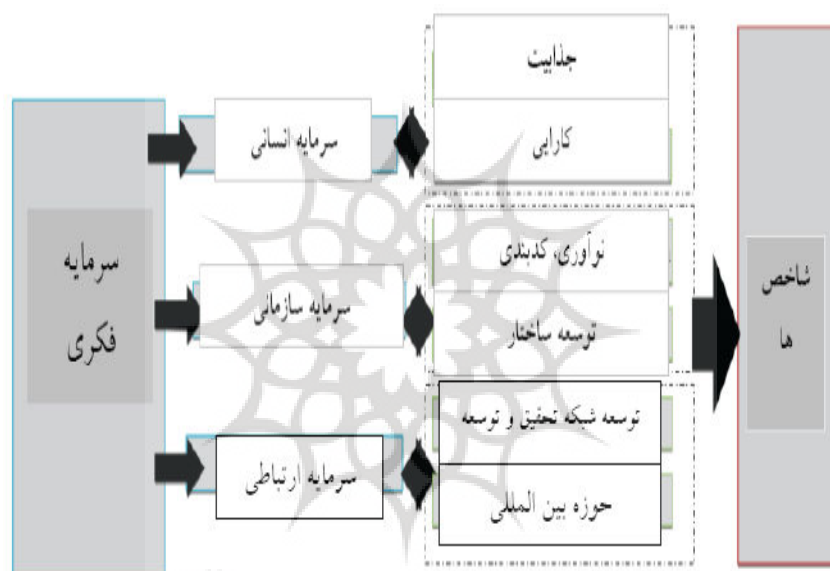 سرمایه
فکری
سرمایه انسانی
سرمایه سازمانی
سرمایه ارتباطی
جذابیت
کارایی
نوآوری، کدبندی
توسعه ساختار
توسعه شبکه تحقیق و توسعه
حوزه بین المللی
شاخص
ها